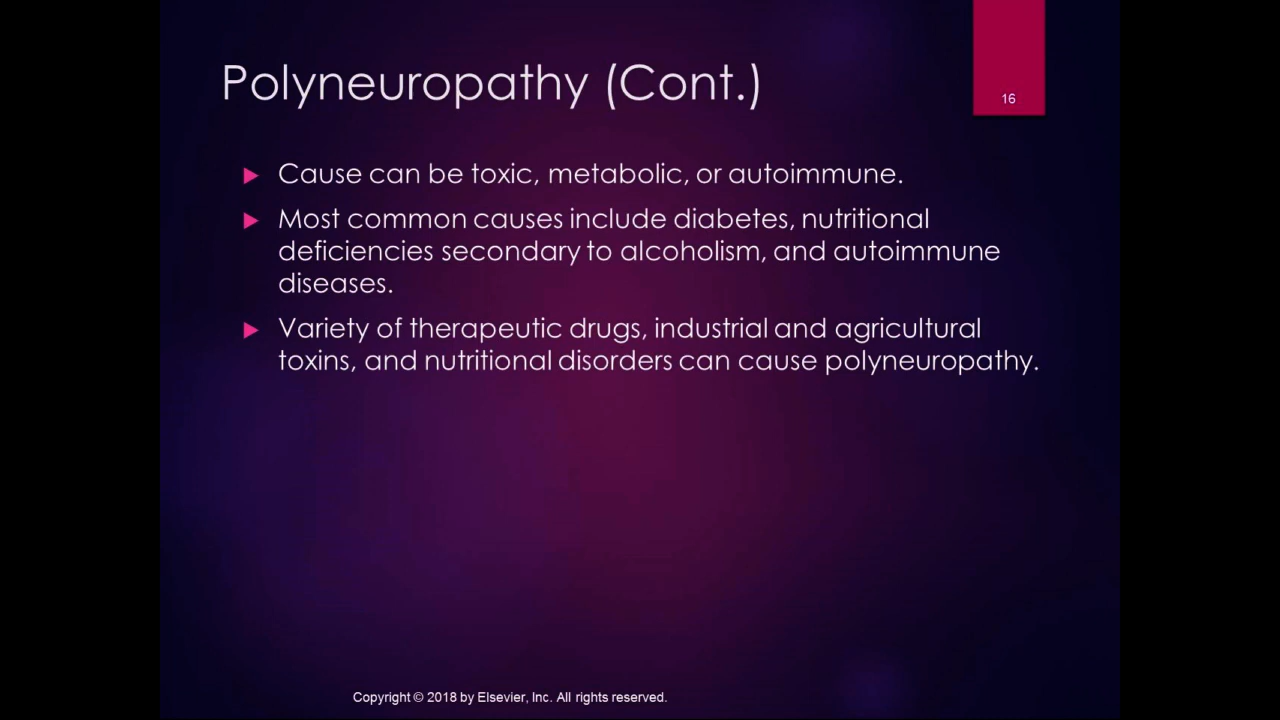 Polyneuropathy (Cont.)
16
Cause can be toxic, metabolic, or autoimmune.
Most common causes include diabetes, nutritional
deficiencies secondary to alcoholism, and autoimmune
diseases.
Variety of therapeutic drugs, industrial and agricultural
toxins, and nutritional disorders can cause polyneuropathy.
Copyright © 2018 by Elsevier, Inc. All rights reserved.